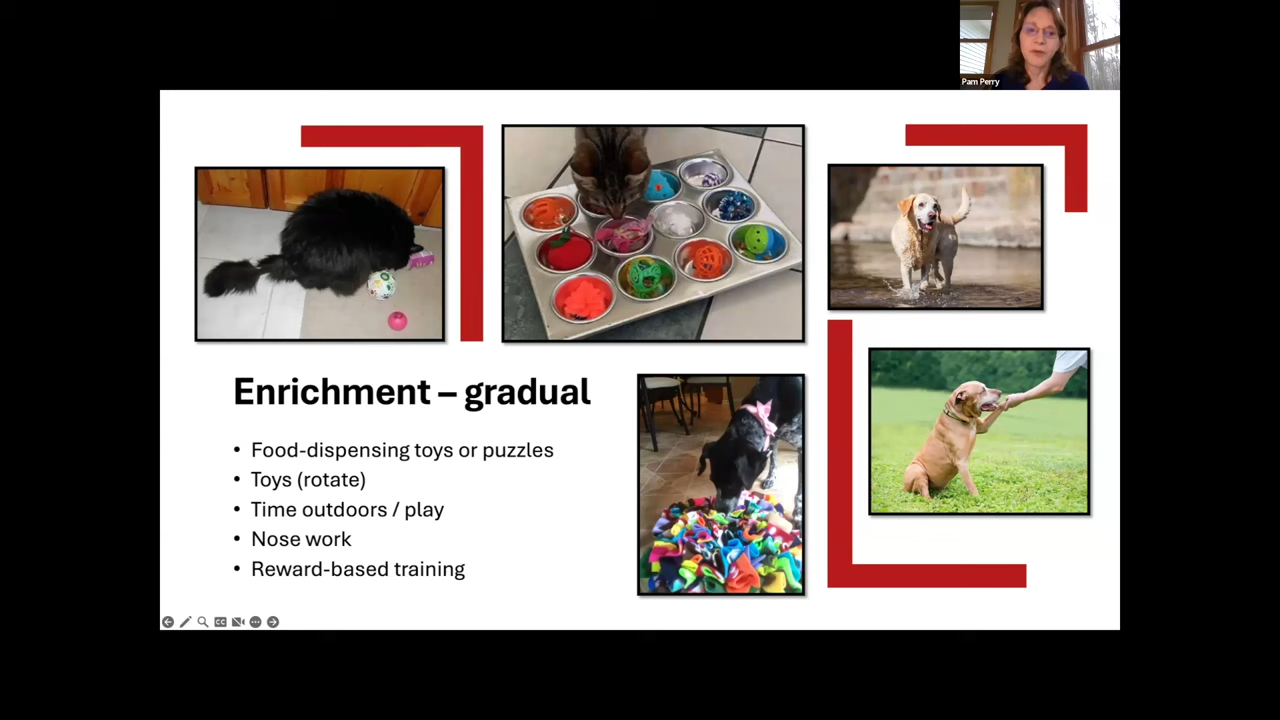 Pam Perry
Enrichment – gradual
• Food-dispensing toys or puzzles
• Toys (rotate)
• Time outdoors / play
• Nose work
• Reward-based training
CC